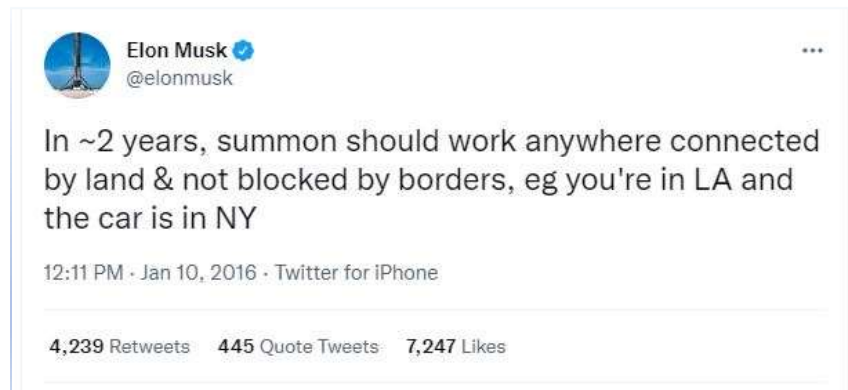 Elon Musk
@elonmusk
...
In ~2 years, summon should work anywhere connected
by land & not blocked by borders, eg you're in LA and
the car is in NY
12:11 PM · Jan 10, 2016 · Twitter for iPhone
4,239 Retweets 445 Quote Tweets 7,247 Likes